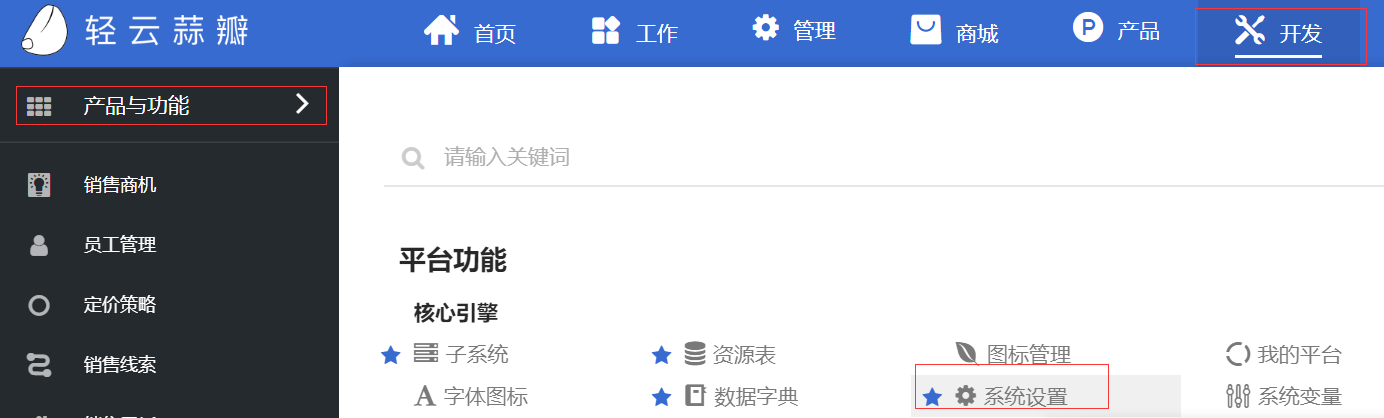 轻云蒜瓣 首页 工作 管理 商城 P 产品 开发
产品与功能
请输入关键词
销售商机
员工管理
定价策略
销售线索
平台功能
核心引擎
子系统 资源表 图标管理 我的平台
A 字体图标 数据字典 系统设置 系统变量